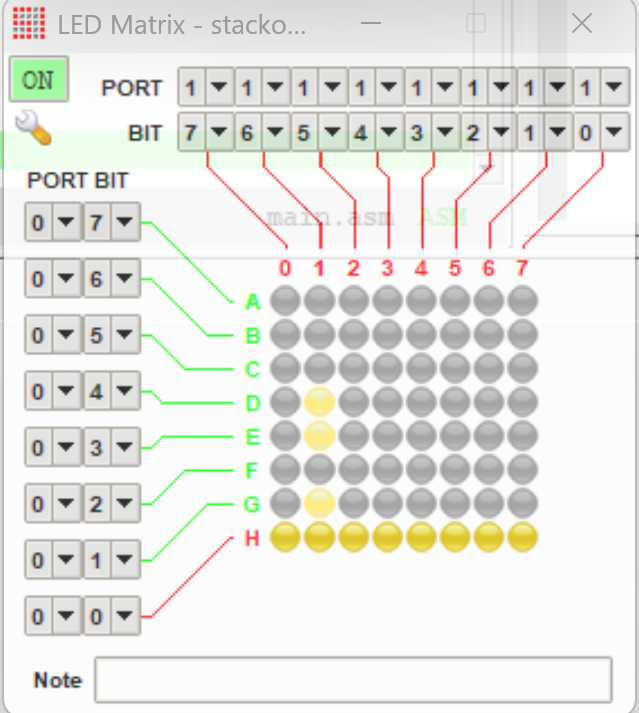 LED Matrix - stacko...
ON
PORT 1 1 1 1 1 1 1 1
BIT 7 6 5 4 3 2 1 0
PORT BIT
main.asm ASM
0 7
0 1 2 3 4 5 6 7
A
0 6
B
0 5
C
0 4
D
0 3
E
F
0 2
G
H
0 1
0 0
Note